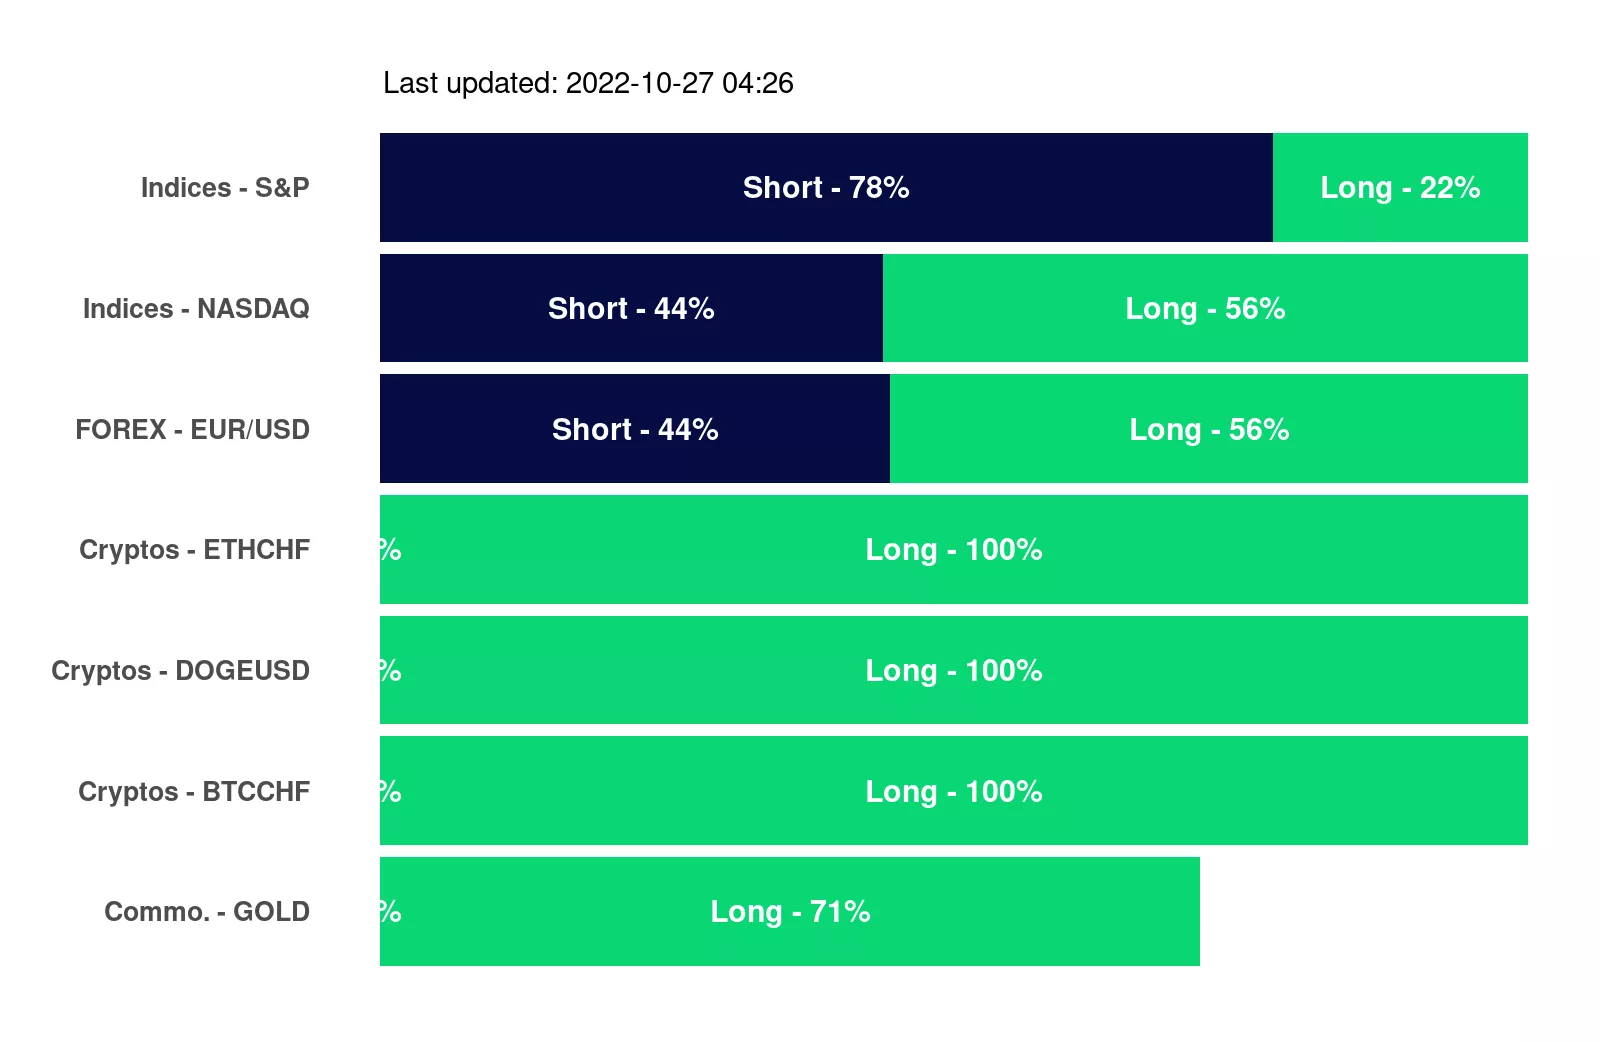 Last updated: 2022-10-27 04:26
Indices - S&P Short - 78% Long - 22%
Indices - NASDAQ Short - 44% Long - 56%
FOREX - EUR/USD Short - 44% Long - 56%
Cryptos - ETHCHF % Long - 100%
Cryptos - DOGEUSD % Long - 100%
Cryptos - BTCCHF % Long - 100%
Commo. - GOLD % Long - 71%